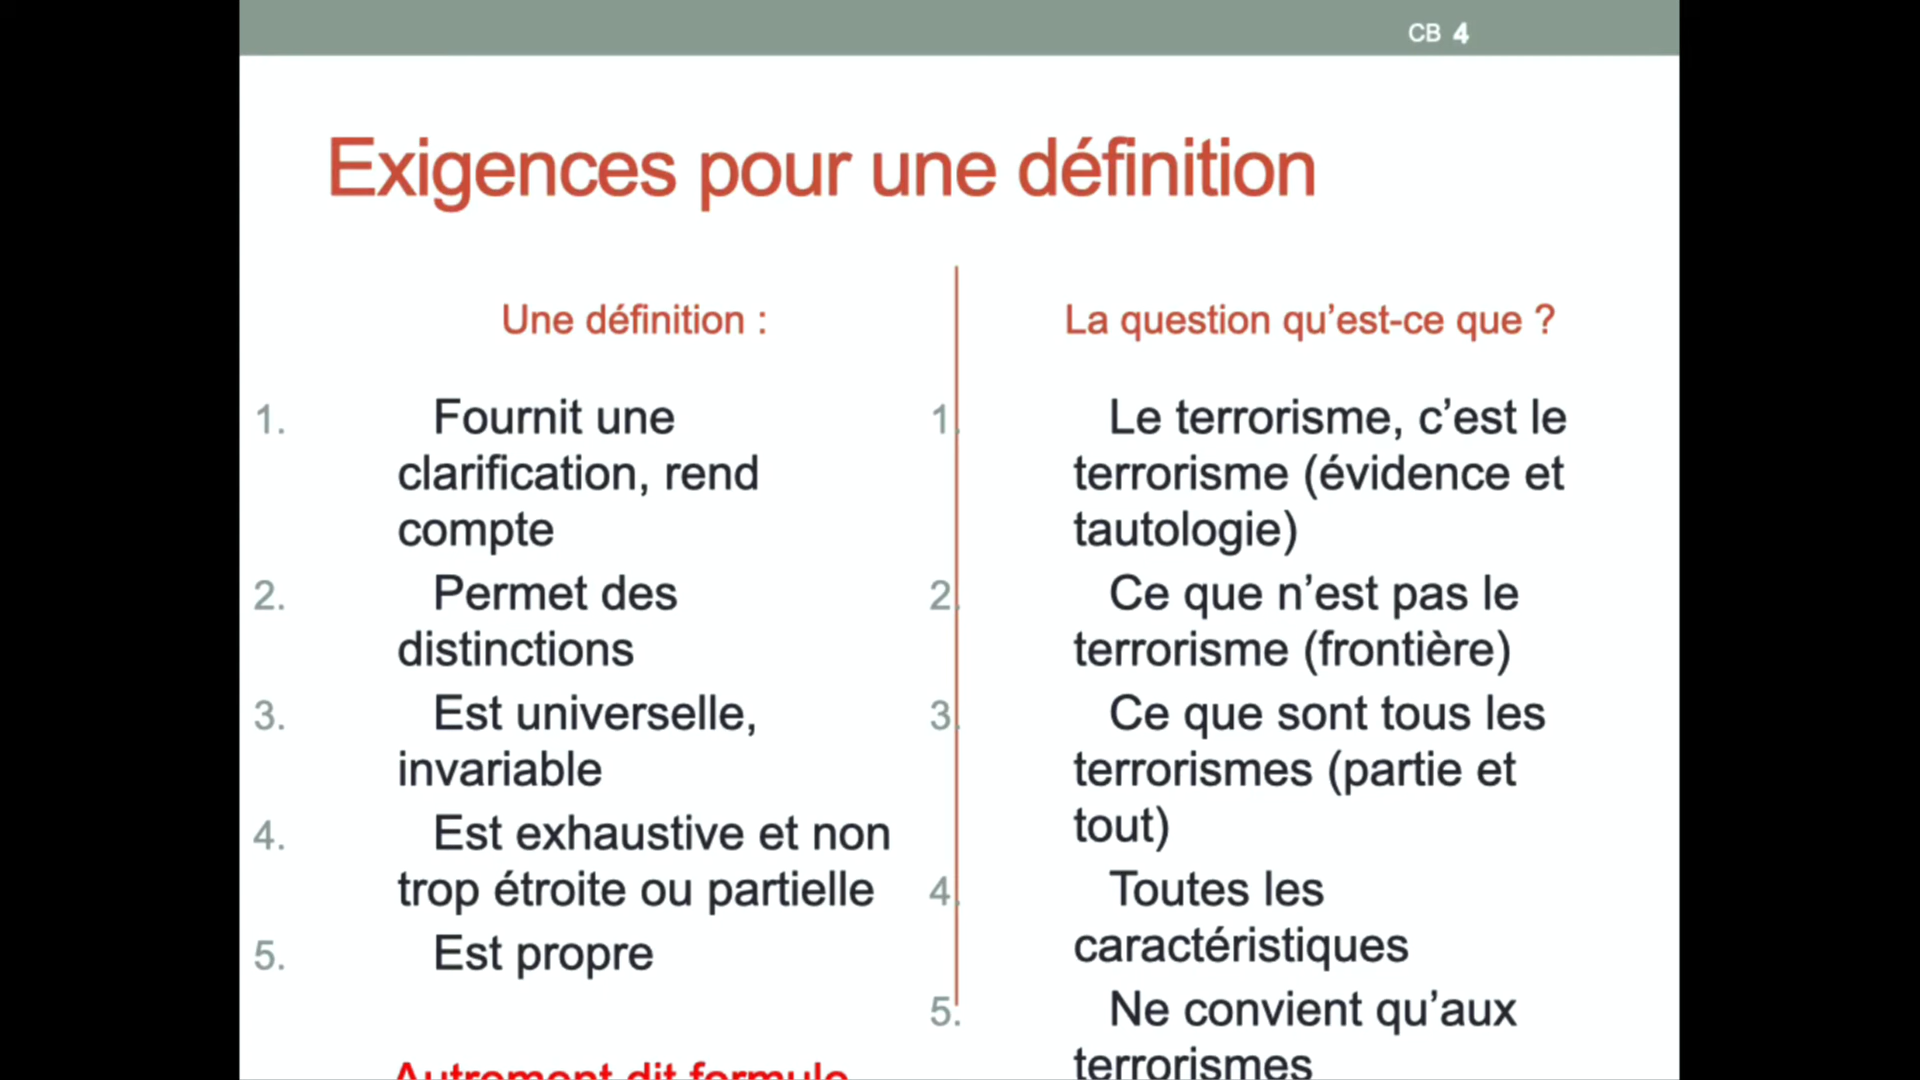 CB 4
Exigences pour une définition
Une définition :
1. Fournit une
clarification, rend
compte
2. Permet des
distinctions
3. Est universelle,
invariable
4. Est exhaustive et non
trop étroite ou partielle
5. Est propre
Autrement dit formule
La question qu’est-ce que ?
1. Le terrorisme, c’est le
terrorisme (évidence et
tautologie)
2. Ce que n’est pas le
terrorisme (frontière)
3. Ce que sont tous les
terrorismes (partie et
tout)
4. Toutes les
caractéristiques
5. Ne convient qu’aux
terrorismes